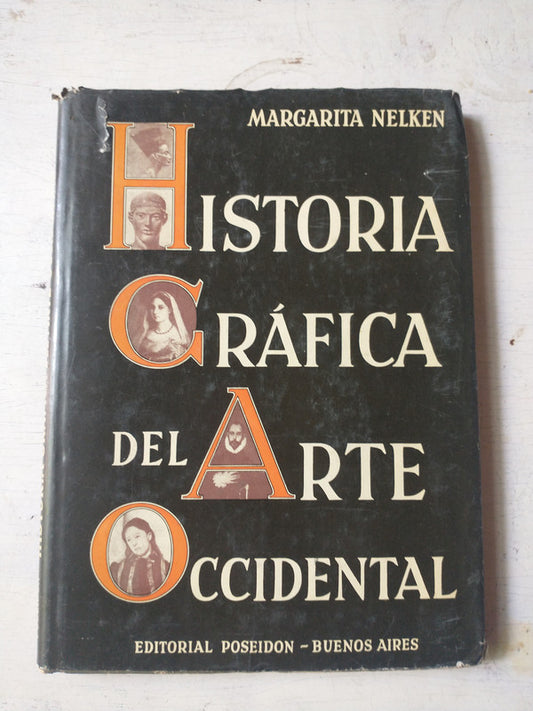 MARGARITA NELKEN
HISTORIA
GRÁFICA
DEL ARTE
OCCIDENTAL
EDITORIAL POSEIDON - BUENOS AIRES